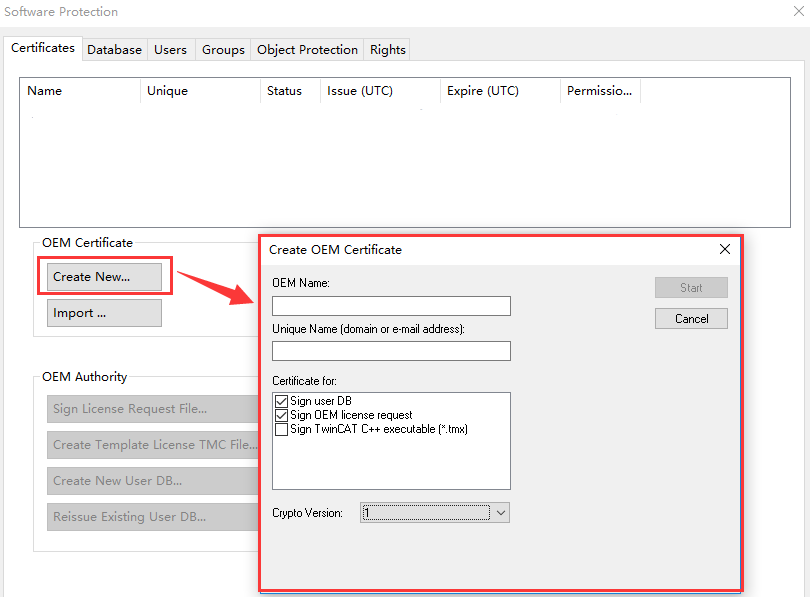 Software Protection
Certificates Database Users Groups Object Protection Rights
Name Unique Status Issue (UTC) Expire (UTC) Permissio...
OEM Certificate
Create New...
Import ...
OEM Authority
Sign License Request File...
Create Template License TMC File...
Create New User DB...
Reissue Existing User DB...
Create OEM Certificate
OEM Name:
Start
Cancel
Unique Name (domain or e-mail address):
Certificate for:
Sign user DB
Sign OEM license request
Sign TwinCAT C++ executable (*.tmx)
Crypto Version: 1